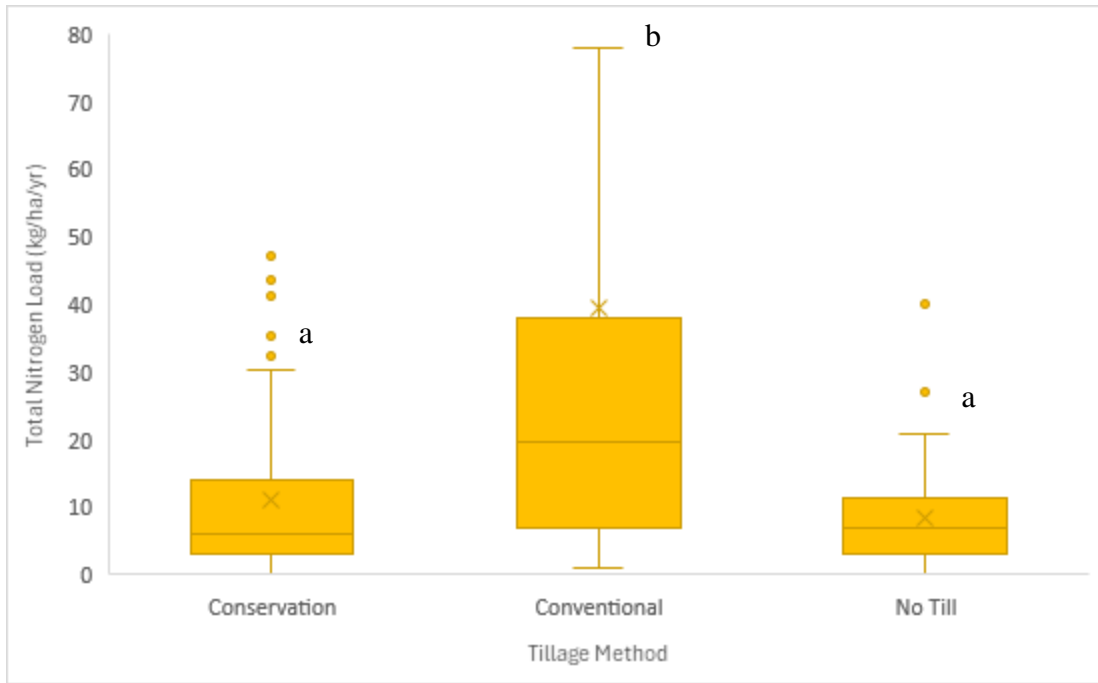 Total Nitrogen Load (kg/ha/yr)
80
70
60
50
40
30
20
10
0
a
b
a
Conservation
Conventional
No Till
Tillage Method